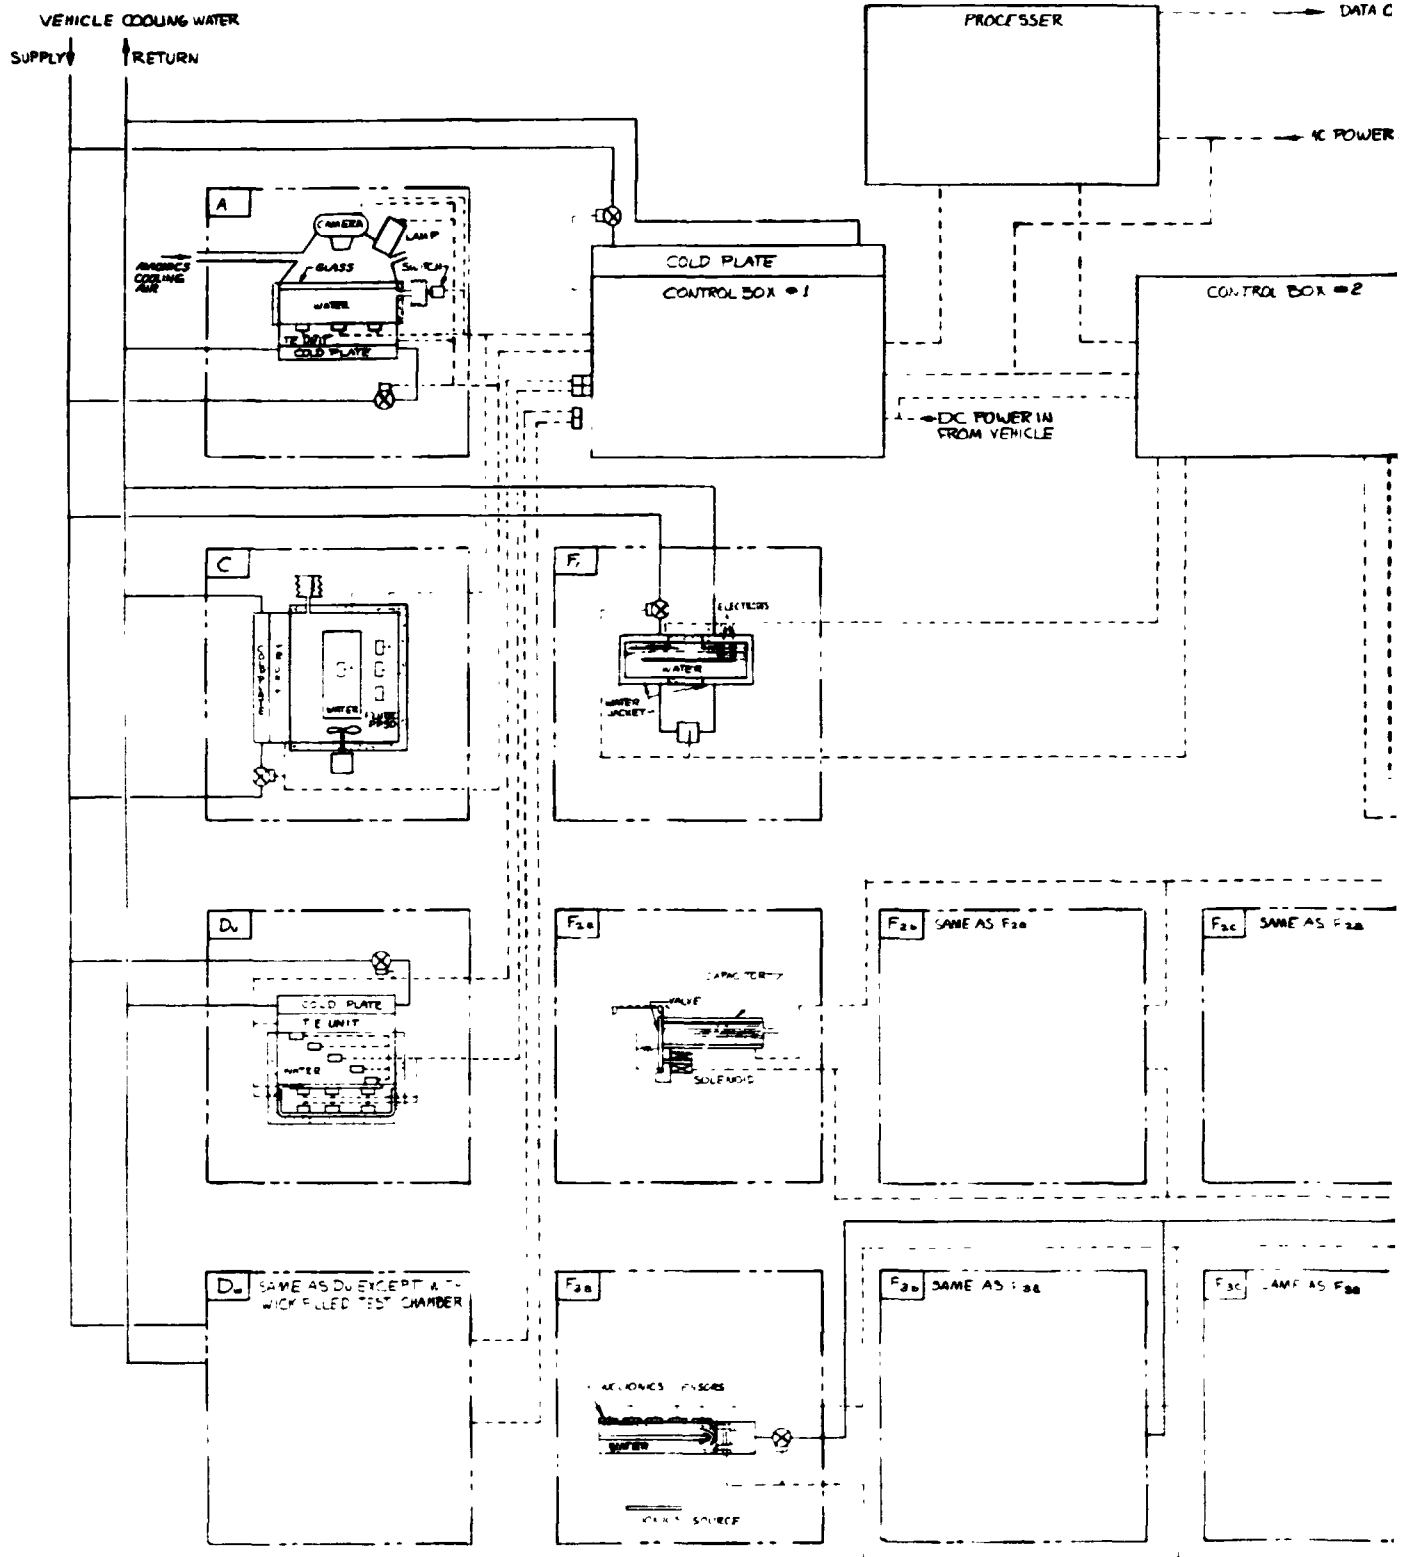 VEHICLE COOLING WATER
SUPPLY
RETURN
PROCESSER
DATA
POWER
A
CAMERA
LAMP
AVIONICS
COOLING
AIR
GLASS
SWITCH
WATER
TE UNIT
COLD PLATE
COLD PLATE
CONTROL BOX #1
CONTROL BOX #2
DC POWER IN
FROM VEHICLE
C
WATER
F1
ELECTRODES
WATER
WATER
JACKET
Du
COLD PLATE
T E UNIT
WATER
F2a
CAPACITOR
VALVE
SOLENOID
F2b SAME AS F2a
F2c SAME AS F2a
Dw SAME AS Du EXCEPT WITH
WICK FILLED TEST CHAMBER
F3a
WATER
SOURCE
F3b SAME AS F3a
F3c SAME AS F3a